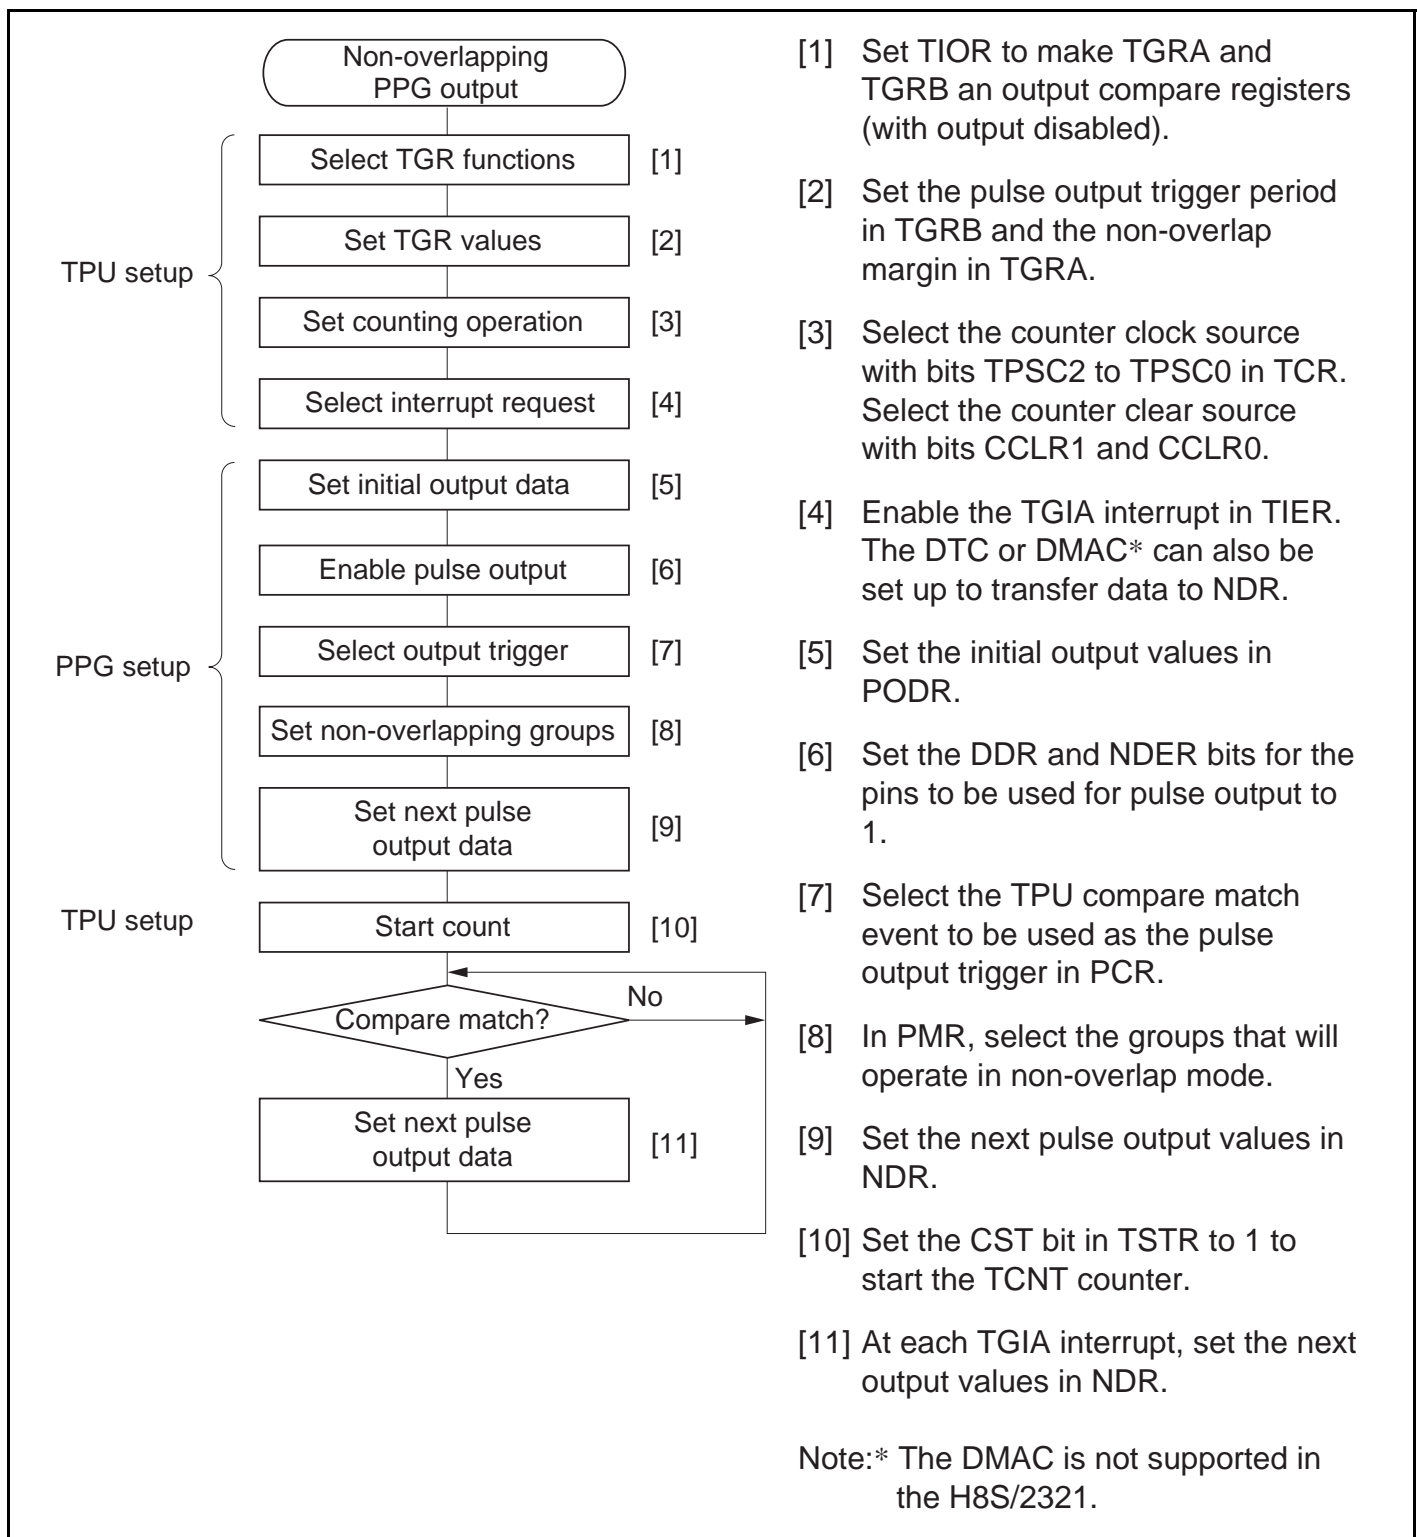 Non-overlapping
PPG output
TPU setup
Select TGR functions [1]
Set TGR values [2]
Set counting operation [3]
Select interrupt request [4]
PPG setup
Set initial output data [5]
Enable pulse output [6]
Select output trigger [7]
Set non-overlapping groups [8]
Set next pulse
output data [9]
TPU setup
Start count [10]
Compare match?
No
Yes
Set next pulse
output data [11]
[1] Set TIOR to make TGRA and
TGRB an output compare registers
(with output disabled).
[2] Set the pulse output trigger period
in TGRB and the non-overlap
margin in TGRA.
[3] Select the counter clock source
with bits TPSC2 to TPSC0 in TCR.
Select the counter clear source
with bits CCLR1 and CCLR0.
[4] Enable the TGIA interrupt in TIER.
The DTC or DMAC* can also be
set up to transfer data to NDR.
[5] Set the initial output values in
PODR.
[6] Set the DDR and NDER bits for the
pins to be used for pulse output to
1.
[7] Select the TPU compare match
event to be used as the pulse
output trigger in PCR.
[8] In PMR, select the groups that will
operate in non-overlap mode.
[9] Set the next pulse output values in
NDR.
[10] Set the CST bit in TSTR to 1 to
start the TCNT counter.
[11] At each TGIA interrupt, set the next
output values in NDR.
Note:* The DMAC is not supported in
the H8S/2321.